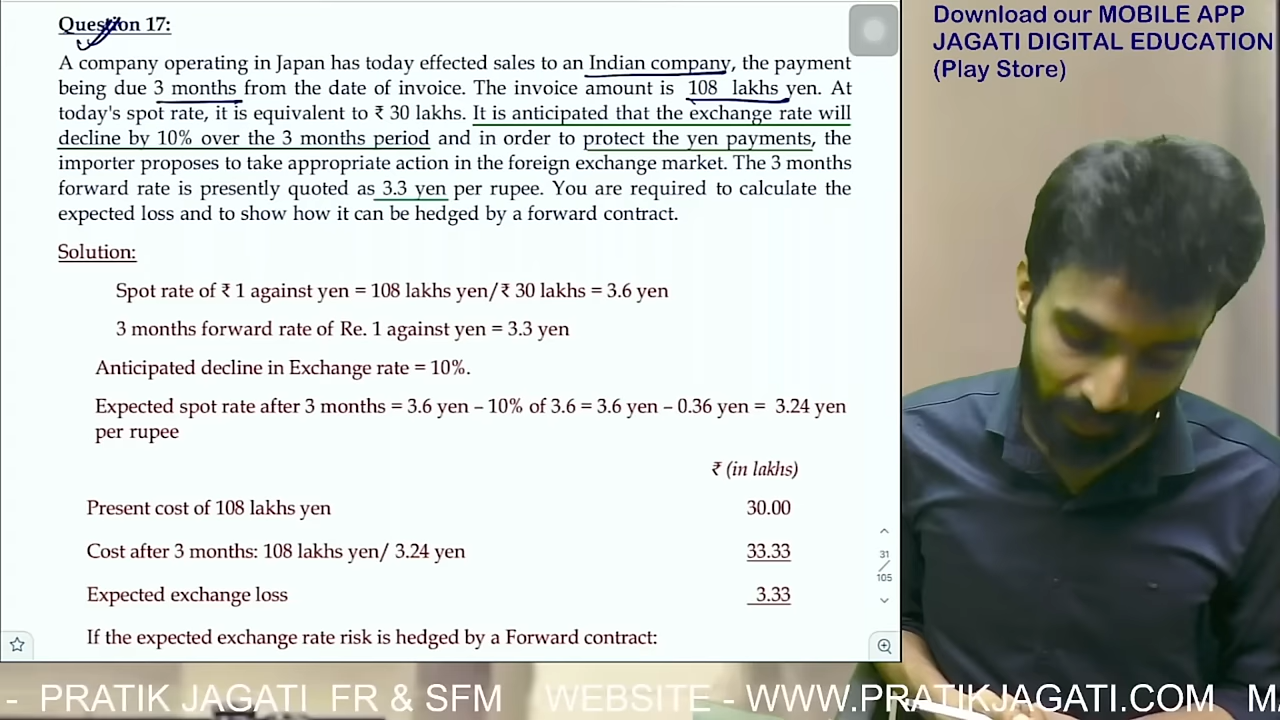 Question 17:
A company operating in Japan has today effected sales to an Indian company, the payment
being due 3 months from the date of invoice. The invoice amount is 108 lakhs yen. At
today's spot rate, it is equivalent to ₹ 30 lakhs. It is anticipated that the exchange rate will
decline by 10% over the 3 months period and in order to protect the yen payments, the
importer proposes to take appropriate action in the foreign exchange market. The 3 months
forward rate is presently quoted as 3.3 yen per rupee. You are required to calculate the
expected loss and to show how it can be hedged by a forward contract.
Solution:
Spot rate of ₹ 1 against yen = 108 lakhs yen/₹ 30 lakhs = 3.6 yen
3 months forward rate of Re. 1 against yen = 3.3 yen
Anticipated decline in Exchange rate = 10%.
Expected spot rate after 3 months = 3.6 yen – 10% of 3.6 = 3.6 yen – 0.36 yen = 3.24 yen
per rupee
₹ (in lakhs)
Present cost of 108 lakhs yen 30.00
Cost after 3 months: 108 lakhs yen/ 3.24 yen 33.33
Expected exchange loss 3.33
If the expected exchange rate risk is hedged by a Forward contract:
31
/
105
Download our MOBILE APP
JAGATI DIGITAL EDUCATION
(Play Store)
- PRATIK JAGATI FR & SFM WEBSITE - WWW.PRATIKJAGATI.COM